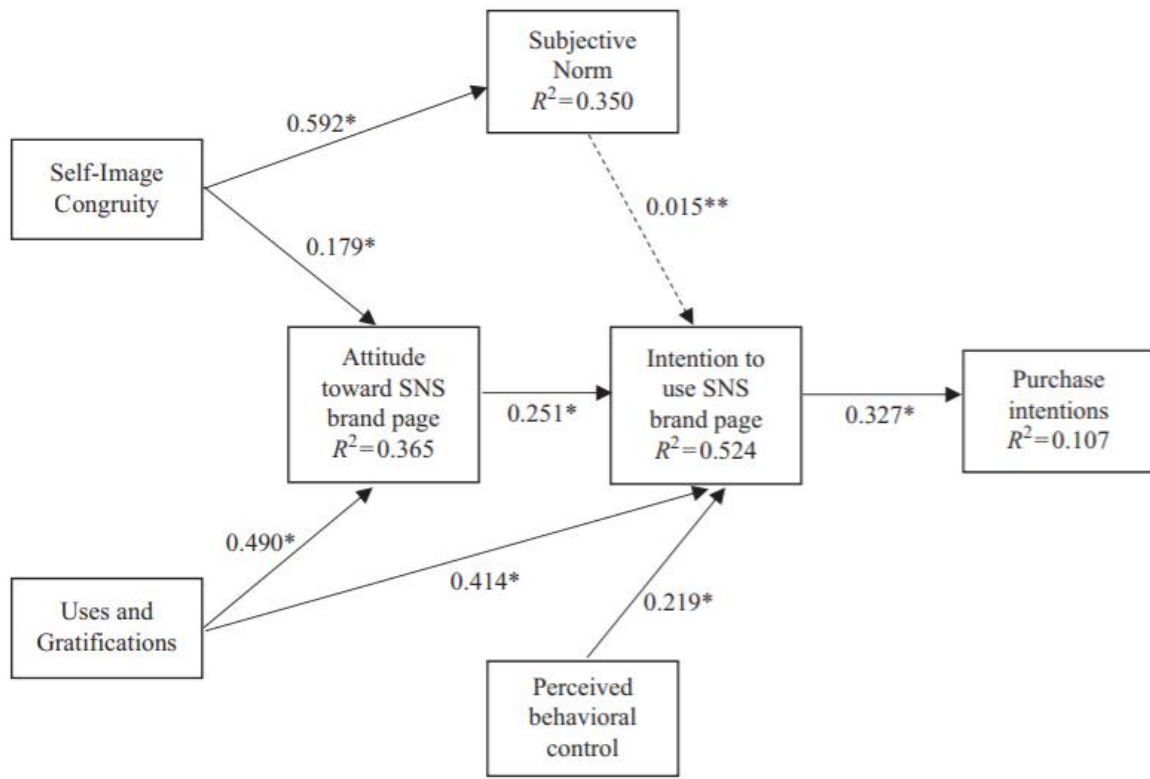 Subjective
Norm
R²=0.350
0.592*
Self-Image
Congruity
0.015**
0.179*
Attitude
toward SNS
brand page
R²=0.365
0.251*
Intention to
use SNS
brand page
R²=0.524
0.327*
Purchase
intentions
R²=0.107
0.490*
0.414*
0.219*
Uses and
Gratifications
Perceived
behavioral
control